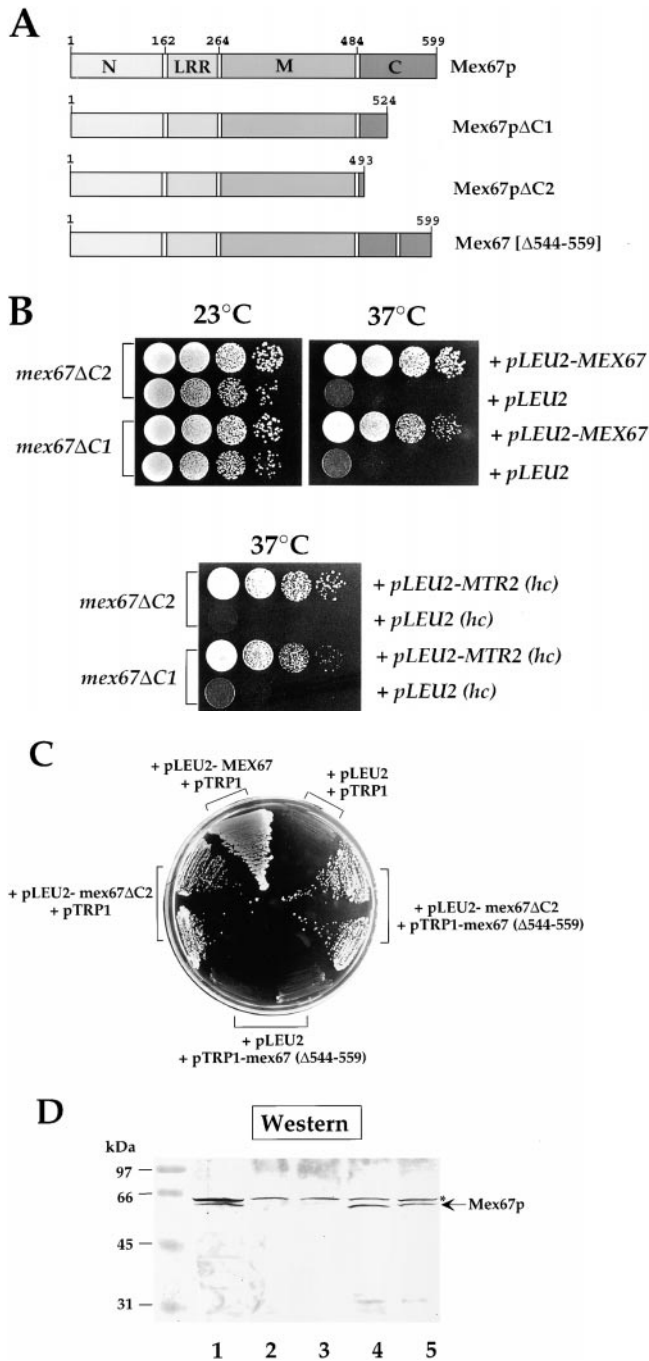 A
1 162 264 484 599
N LRR M C Mex67p
1 524
Mex67pΔC1
1 493
Mex67pΔC2
1 599
Mex67 [Δ544-559]
B
23°C 37°C
mex67ΔC2
+ pLEU2-MEX67
+ pLEU2
mex67ΔC1
+ pLEU2-MEX67
+ pLEU2
37°C
mex67ΔC2
+ pLEU2-MTR2 (hc)
+ pLEU2 (hc)
mex67ΔC1
+ pLEU2-MTR2 (hc)
+ pLEU2 (hc)
C
+ pLEU2- MEX67
+ pTRP1
+ pLEU2
+ pTRP1
+ pLEU2- mex67ΔC2
+ pTRP1
+ pLEU2- mex67ΔC2
+ pTRP1-mex67 (Δ544-559)
+ pLEU2
+ pTRP1-mex67 (Δ544-559)
D
Western
kDa
97
66
* Mex67p
45
31
1 2 3 4 5